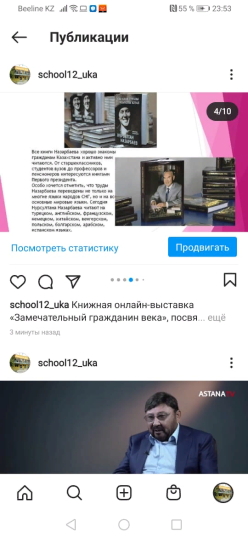 Beeline KZ
55 %
23:53
Публикации
school12_uka
4/10
Все книги Назарбаева хорошо знакомы
гражданам Казахстана и активно ими
читаются. От старшеклассников,
студентов вузов до профессоров и
пенсионеров интересуются книгами
Первого президента.
Особо хочется отметить, что труды
Назарбаева переведены не только на
многие языки народов СНГ, но и на все
основные мировые языки. Сегодня
Нурсултана Назарбаева читают на
турецком, английском, французском,
немецком, китайском, венгерском,
польском, болгарском, арабском,
испанском языках.
Посмотреть статистику
Продвигать
school12_uka Книжная онлайн-выставка
«Замечательный гражданин века», посвя... ещё
3 минуты назад
school12_uka
ASTANA